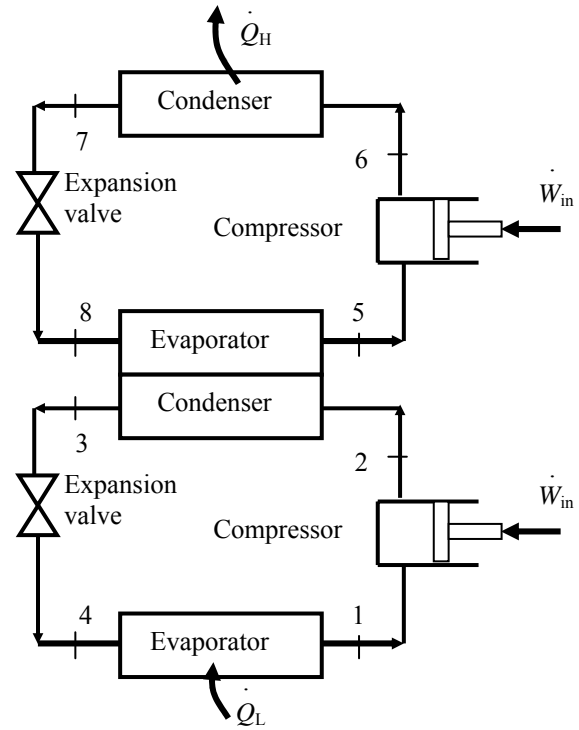 Q̇H
Condenser
7
6
Expansion
valve
Ẇin
Compressor
8
5
Evaporator
Condenser
3
2
Expansion
valve
Ẇin
Compressor
4
1
Evaporator
Q̇L